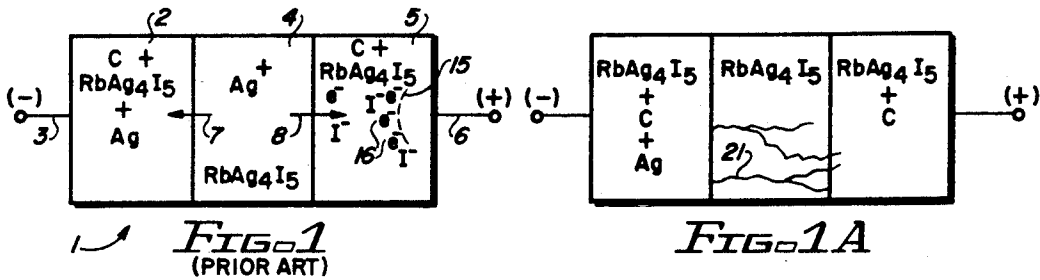 2
4
5
C +
RbAg4I5
+
Ag
(-)
3
7
Ag+
8
RbAg4I5
C +
RbAg4I5
15
e-
I- e-
e-
I-
16
e-
I-
(+)
6
1
FIG. 1
(PRIOR ART)
(-)
RbAg4I5
+
C
+
Ag
RbAg4I5
21
RbAg4I5
+
C
(+)
FIG. 1A